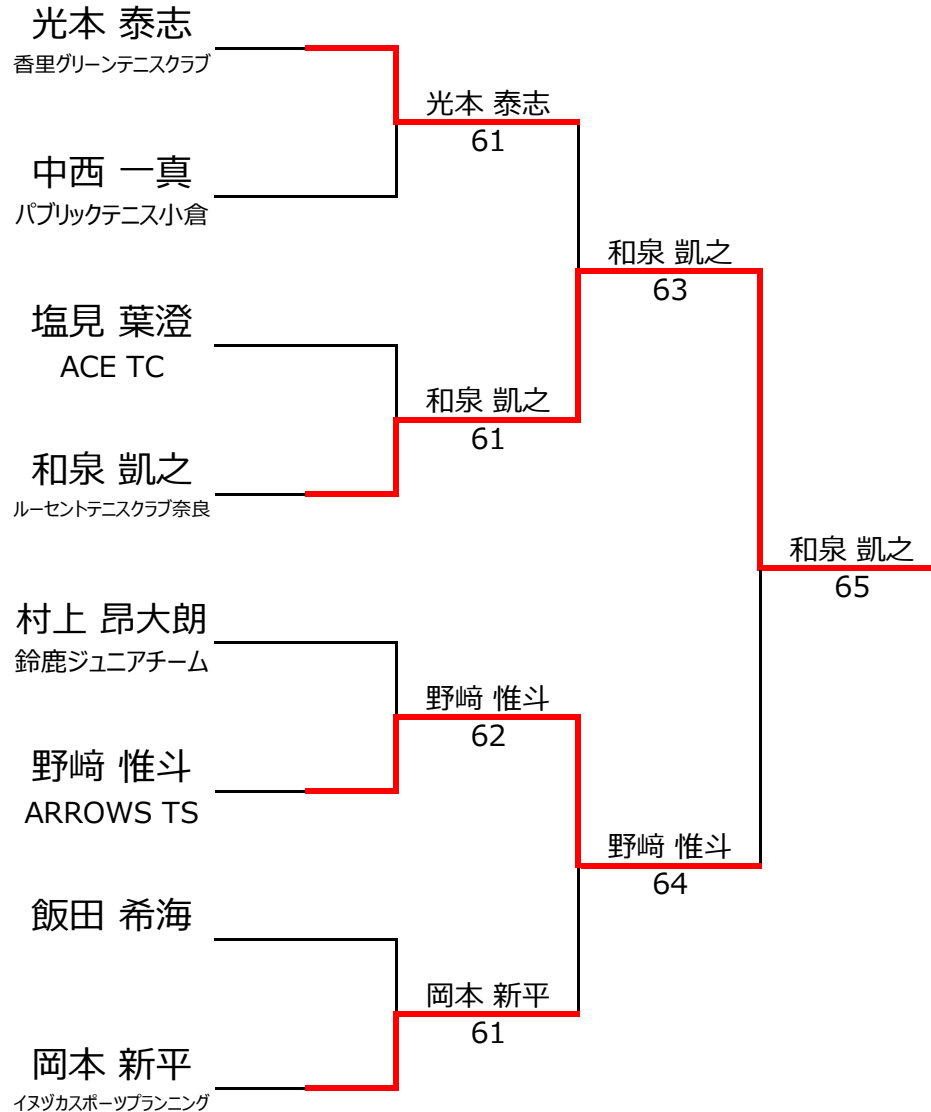 光本 泰志
香里グリーンテニスクラブ
光本 泰志
61
中西 一真
パブリックテニス小倉
和泉 凱之
63
塩見 葉澄
ACE TC
和泉 凱之
61
和泉 凱之
ルーセントテニスクラブ奈良
和泉 凱之
65
村上 昂大朗
鈴鹿ジュニアチーム
野﨑 惟斗
62
野﨑 惟斗
ARROWS TS
野﨑 惟斗
64
飯田 希海
岡本 新平
61
岡本 新平
イヌヅカスポーツプランニング